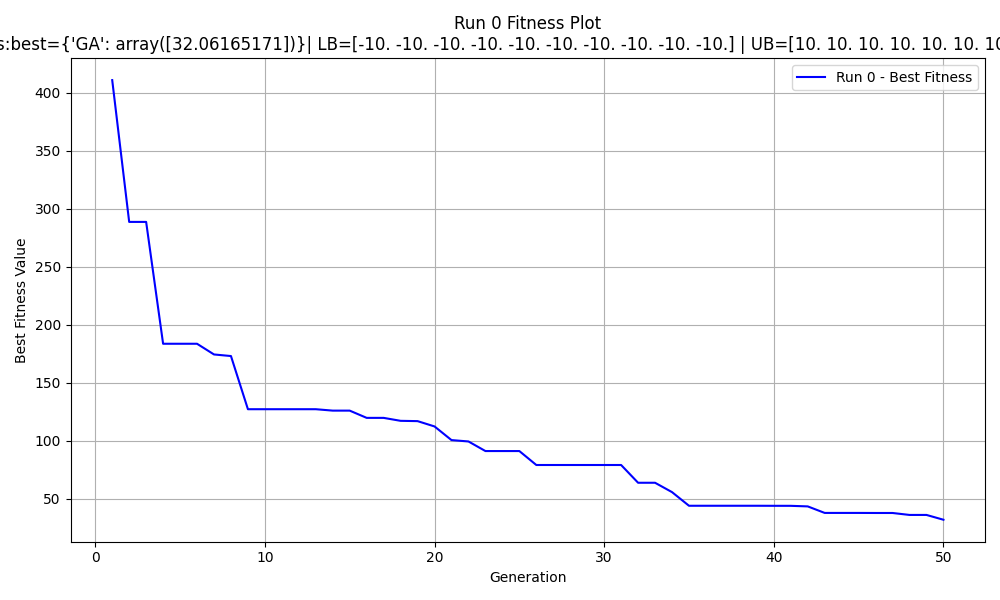 Run 0 Fitness Plot
s:best={'GA': array([32.06165171])}| LB=[-10. -10. -10. -10. -10. -10. -10. -10. -10. -10.] | UB=[10. 10. 10. 10. 10. 10. 10
Run 0 - Best Fitness
400
350
300
250
200
150
100
50
Best Fitness Value
0 10 20 30 40 50
Generation